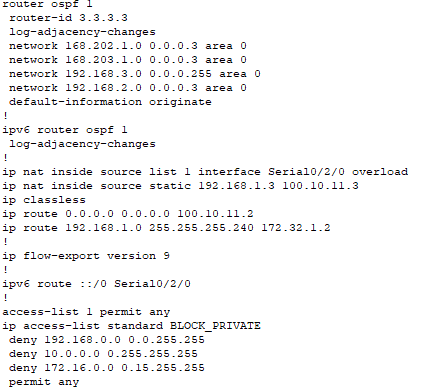 router ospf 1
router-id 3.3.3.3
log-adjacency-changes
network 168.202.1.0 0.0.0.3 area 0
network 168.203.1.0 0.0.0.3 area 0
network 192.168.3.0 0.0.0.255 area 0
network 192.168.2.0 0.0.0.3 area 0
default-information originate
!
ipv6 router ospf 1
log-adjacency-changes
!
ip nat inside source list 1 interface Serial0/2/0 overload
ip nat inside source static 192.168.1.3 100.10.11.3
ip classless
ip route 0.0.0.0 0.0.0.0 100.10.11.2
ip route 192.168.1.0 255.255.255.240 172.32.1.2
!
ip flow-export version 9
!
ipv6 route ::/0 Serial0/2/0
!
access-list 1 permit any
ip access-list standard BLOCK_PRIVATE
deny 192.168.0.0 0.0.255.255
deny 10.0.0.0 0.255.255.255
deny 172.16.0.0 0.15.255.255
permit any